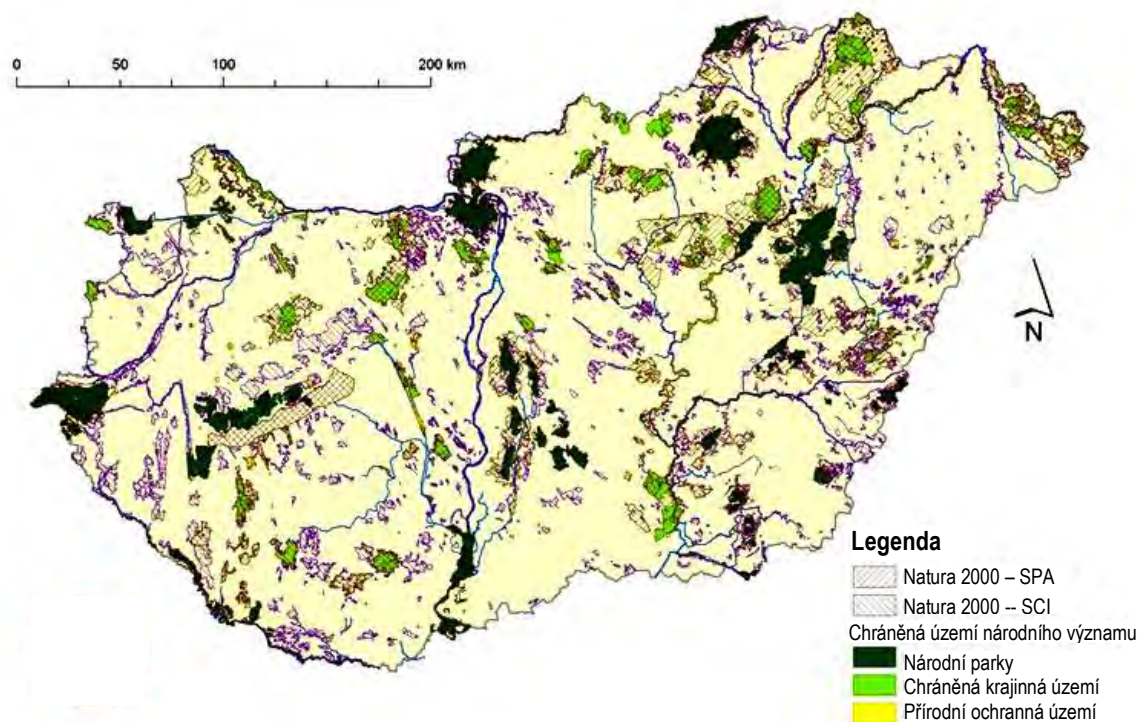 0 50 100 200 km
N
Legenda
Natura 2000 – SPA
Natura 2000 -- SCI
Chráněná území národního významu
Národní parky
Chráněná krajinná území
Přírodní ochranná území